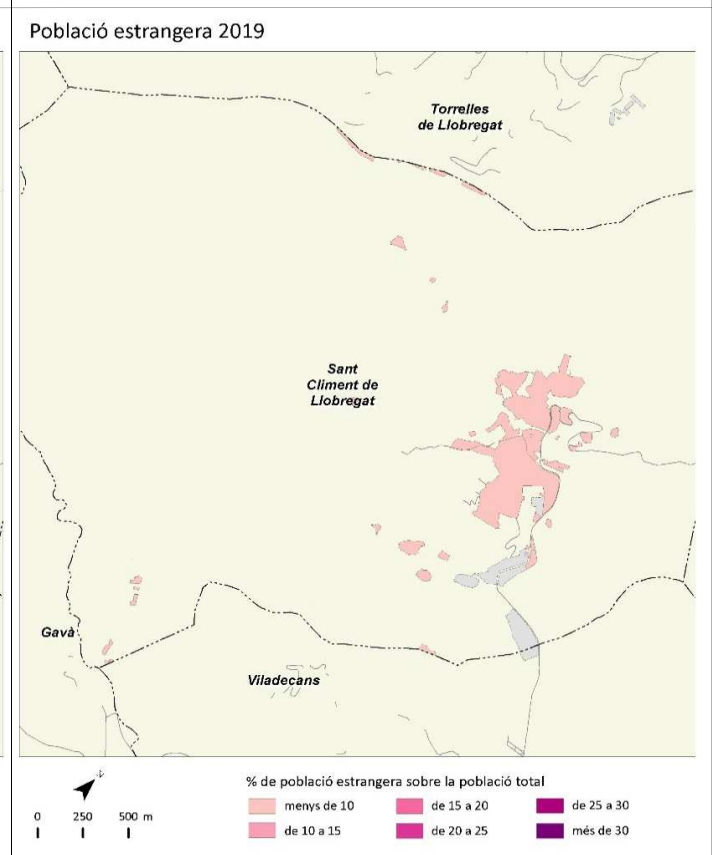 Població estrangera 2019
Torrelles
de Llobregat
Sant
Climent de
Llobregat
Gavà
Viladecans
% de població estrangera sobre la població total
menys de 10
de 15 a 20
de 25 a 30
de 10 a 15
de 20 a 25
més de 30
0 250 500 m